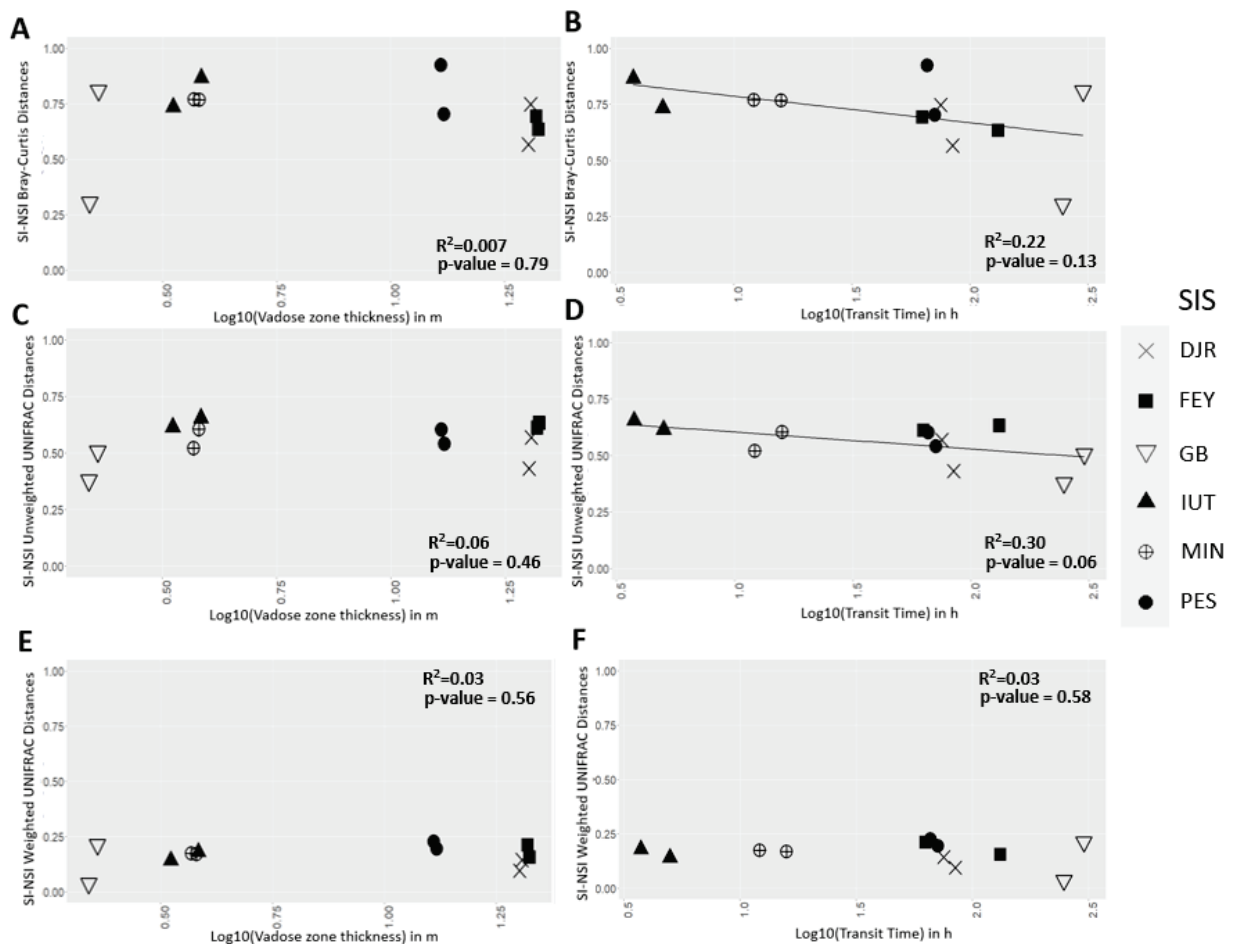 A
SI-NSI Bray-Curtis Distances
1.00
0.75
0.50
0.25
0.00
R²=0.007
p-value = 0.79
0.50
0.75
1.00
1.25
Log10(Vadose zone thickness) in m
B
SI-NSI Bray-Curtis Distances
1.00
0.75
0.50
0.25
0.00
R²=0.22
p-value = 0.13
0.5
1.0
1.5
2.0
2.5
Log10(Transit Time) in h
C
SI-NSI Unweighted UNIFRAC Distances
1.00
0.75
0.50
0.25
0.00
R²=0.06
p-value = 0.46
0.50
0.75
1.00
1.25
Log10(Vadose zone thickness) in m
D
SI-NSI Unweighted UNIFRAC Distances
1.00
0.75
0.50
0.25
0.00
R²=0.30
p-value = 0.06
0.5
1.0
1.5
2.0
2.5
Log10(Transit Time) in h
E
SI-NSI Weighted UNIFRAC Distances
1.00
0.75
0.50
0.25
0.00
R²=0.03
p-value = 0.56
0.50
0.75
1.00
1.25
Log10(Vadose zone thickness) in m
F
SI-NSI Weighted UNIFRAC Distances
1.00
0.75
0.50
0.25
0.00
R²=0.03
p-value = 0.58
0.5
1.0
1.5
2.0
2.5
Log10(Transit Time) in h
SIS
DJR
FEY
GB
IUT
MIN
PES